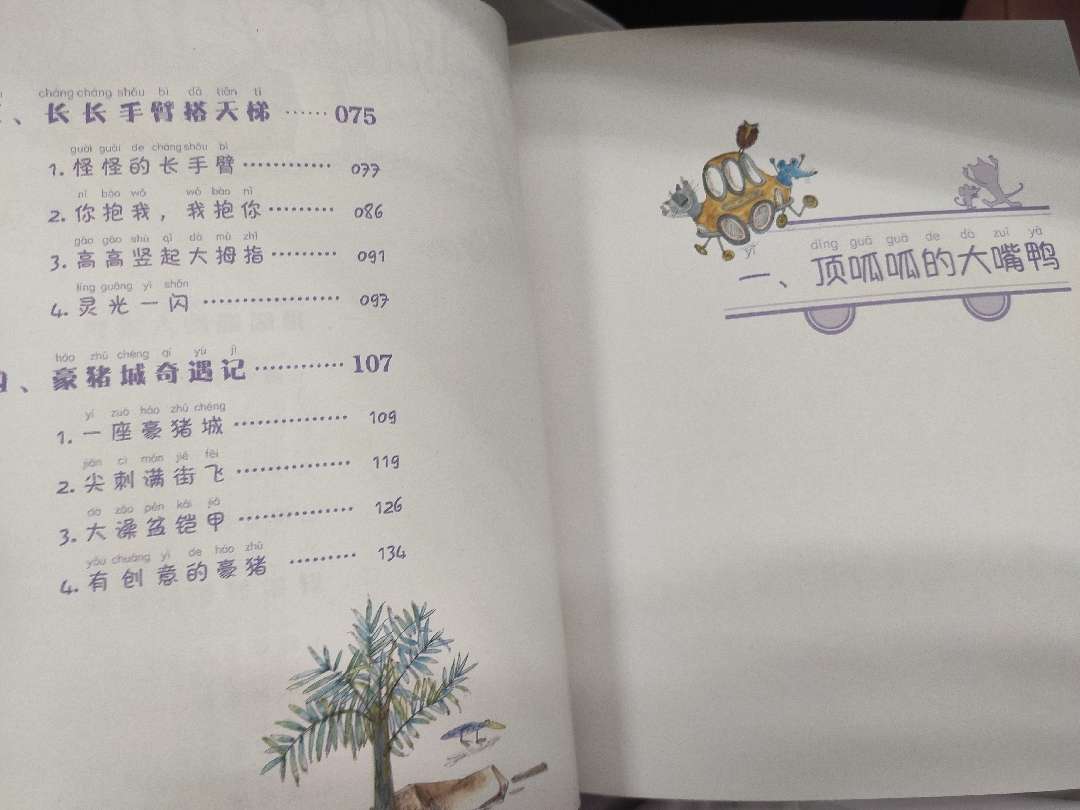 cháng cháng shǒu bì dā tiān tī
、长长手臂搭天梯 …… 075
guài guài de cháng shǒu bì
1. 怪怪的长手臂 ………… 077
nǐ bào wǒ wǒ bào nǐ
2. 你抱我，我抱你 ……… 086
gāo gāo shù qǐ dà mǔ zhǐ
3. 高高竖起大拇指 ……… 091
líng guāng yì shǎn
4. 灵光一闪 ………… 097
háo zhū chéng qí yù jì
四、豪猪城奇遇记 ………… 107
yí zuò háo zhū chéng
1. 一座豪猪城 ………… 109
jiān cì mǎn jiē fēi
2. 尖刺满街飞 ………… 119
dà zǎo pén kǎi jiǎ
3. 大澡盆铠甲 ………… 126
yǒu chuàng yì de háo zhū
4. 有创意的豪猪 ……… 134
yī dǐng guā guā de dà zuǐ yā
一、顶呱呱的大嘴鸭